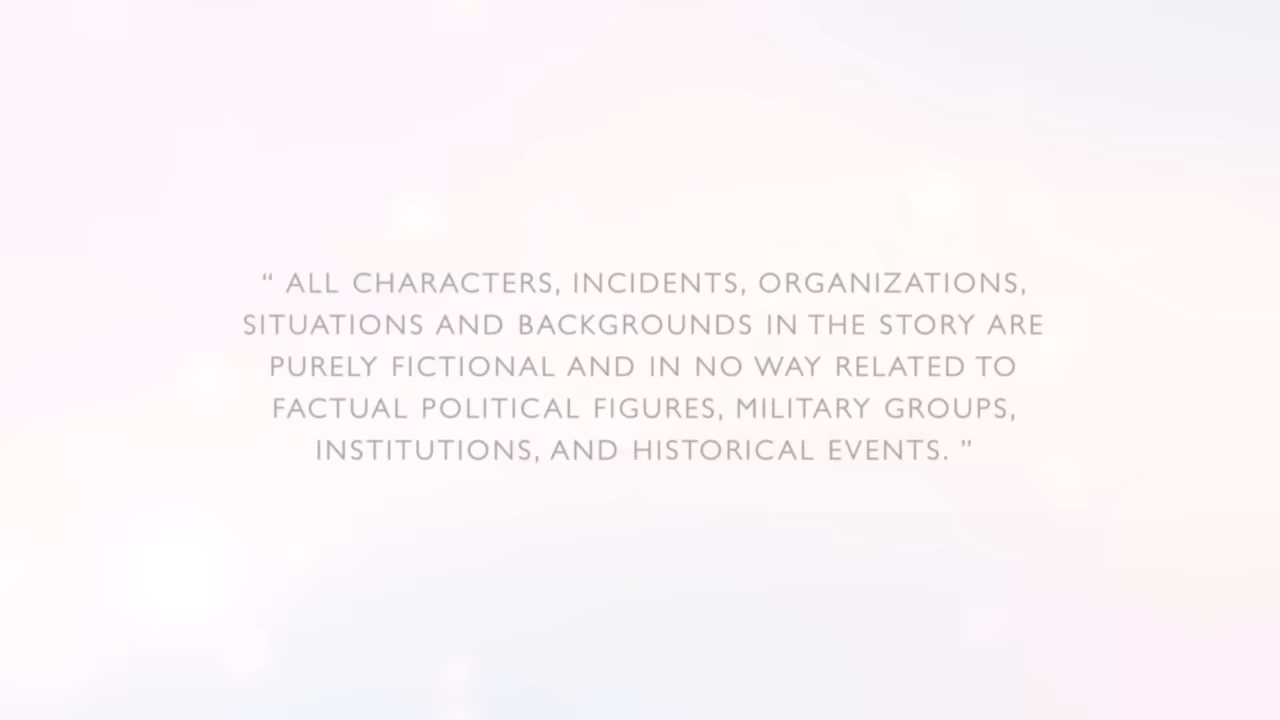 “ ALL CHARACTERS, INCIDENTS, ORGANIZATIONS,
SITUATIONS AND BACKGROUNDS IN THE STORY ARE
PURELY FICTIONAL AND IN NO WAY RELATED TO
FACTUAL POLITICAL FIGURES, MILITARY GROUPS,
INSTITUTIONS, AND HISTORICAL EVENTS. ”